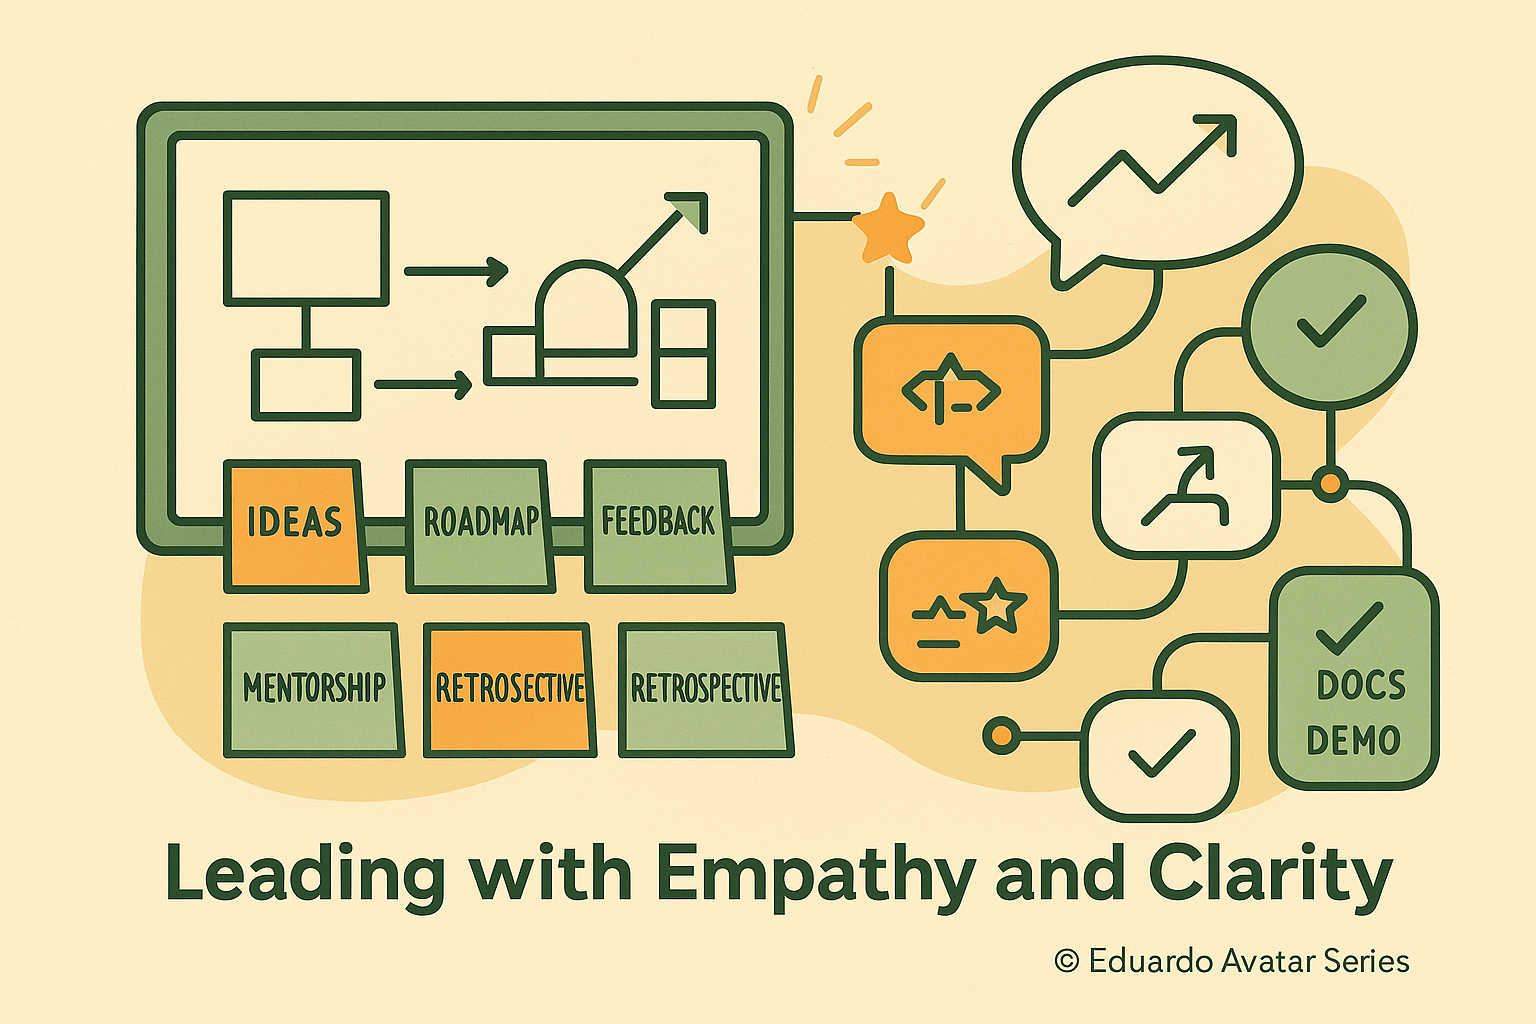 IDEAS
ROADMAP
FEEDBACK
MENTORSHIP
RETROSECTIVE
RETROSPECTIVE
DOCS
DEMO
Leading with Empathy and Clarity
© Eduardo Avatar Series